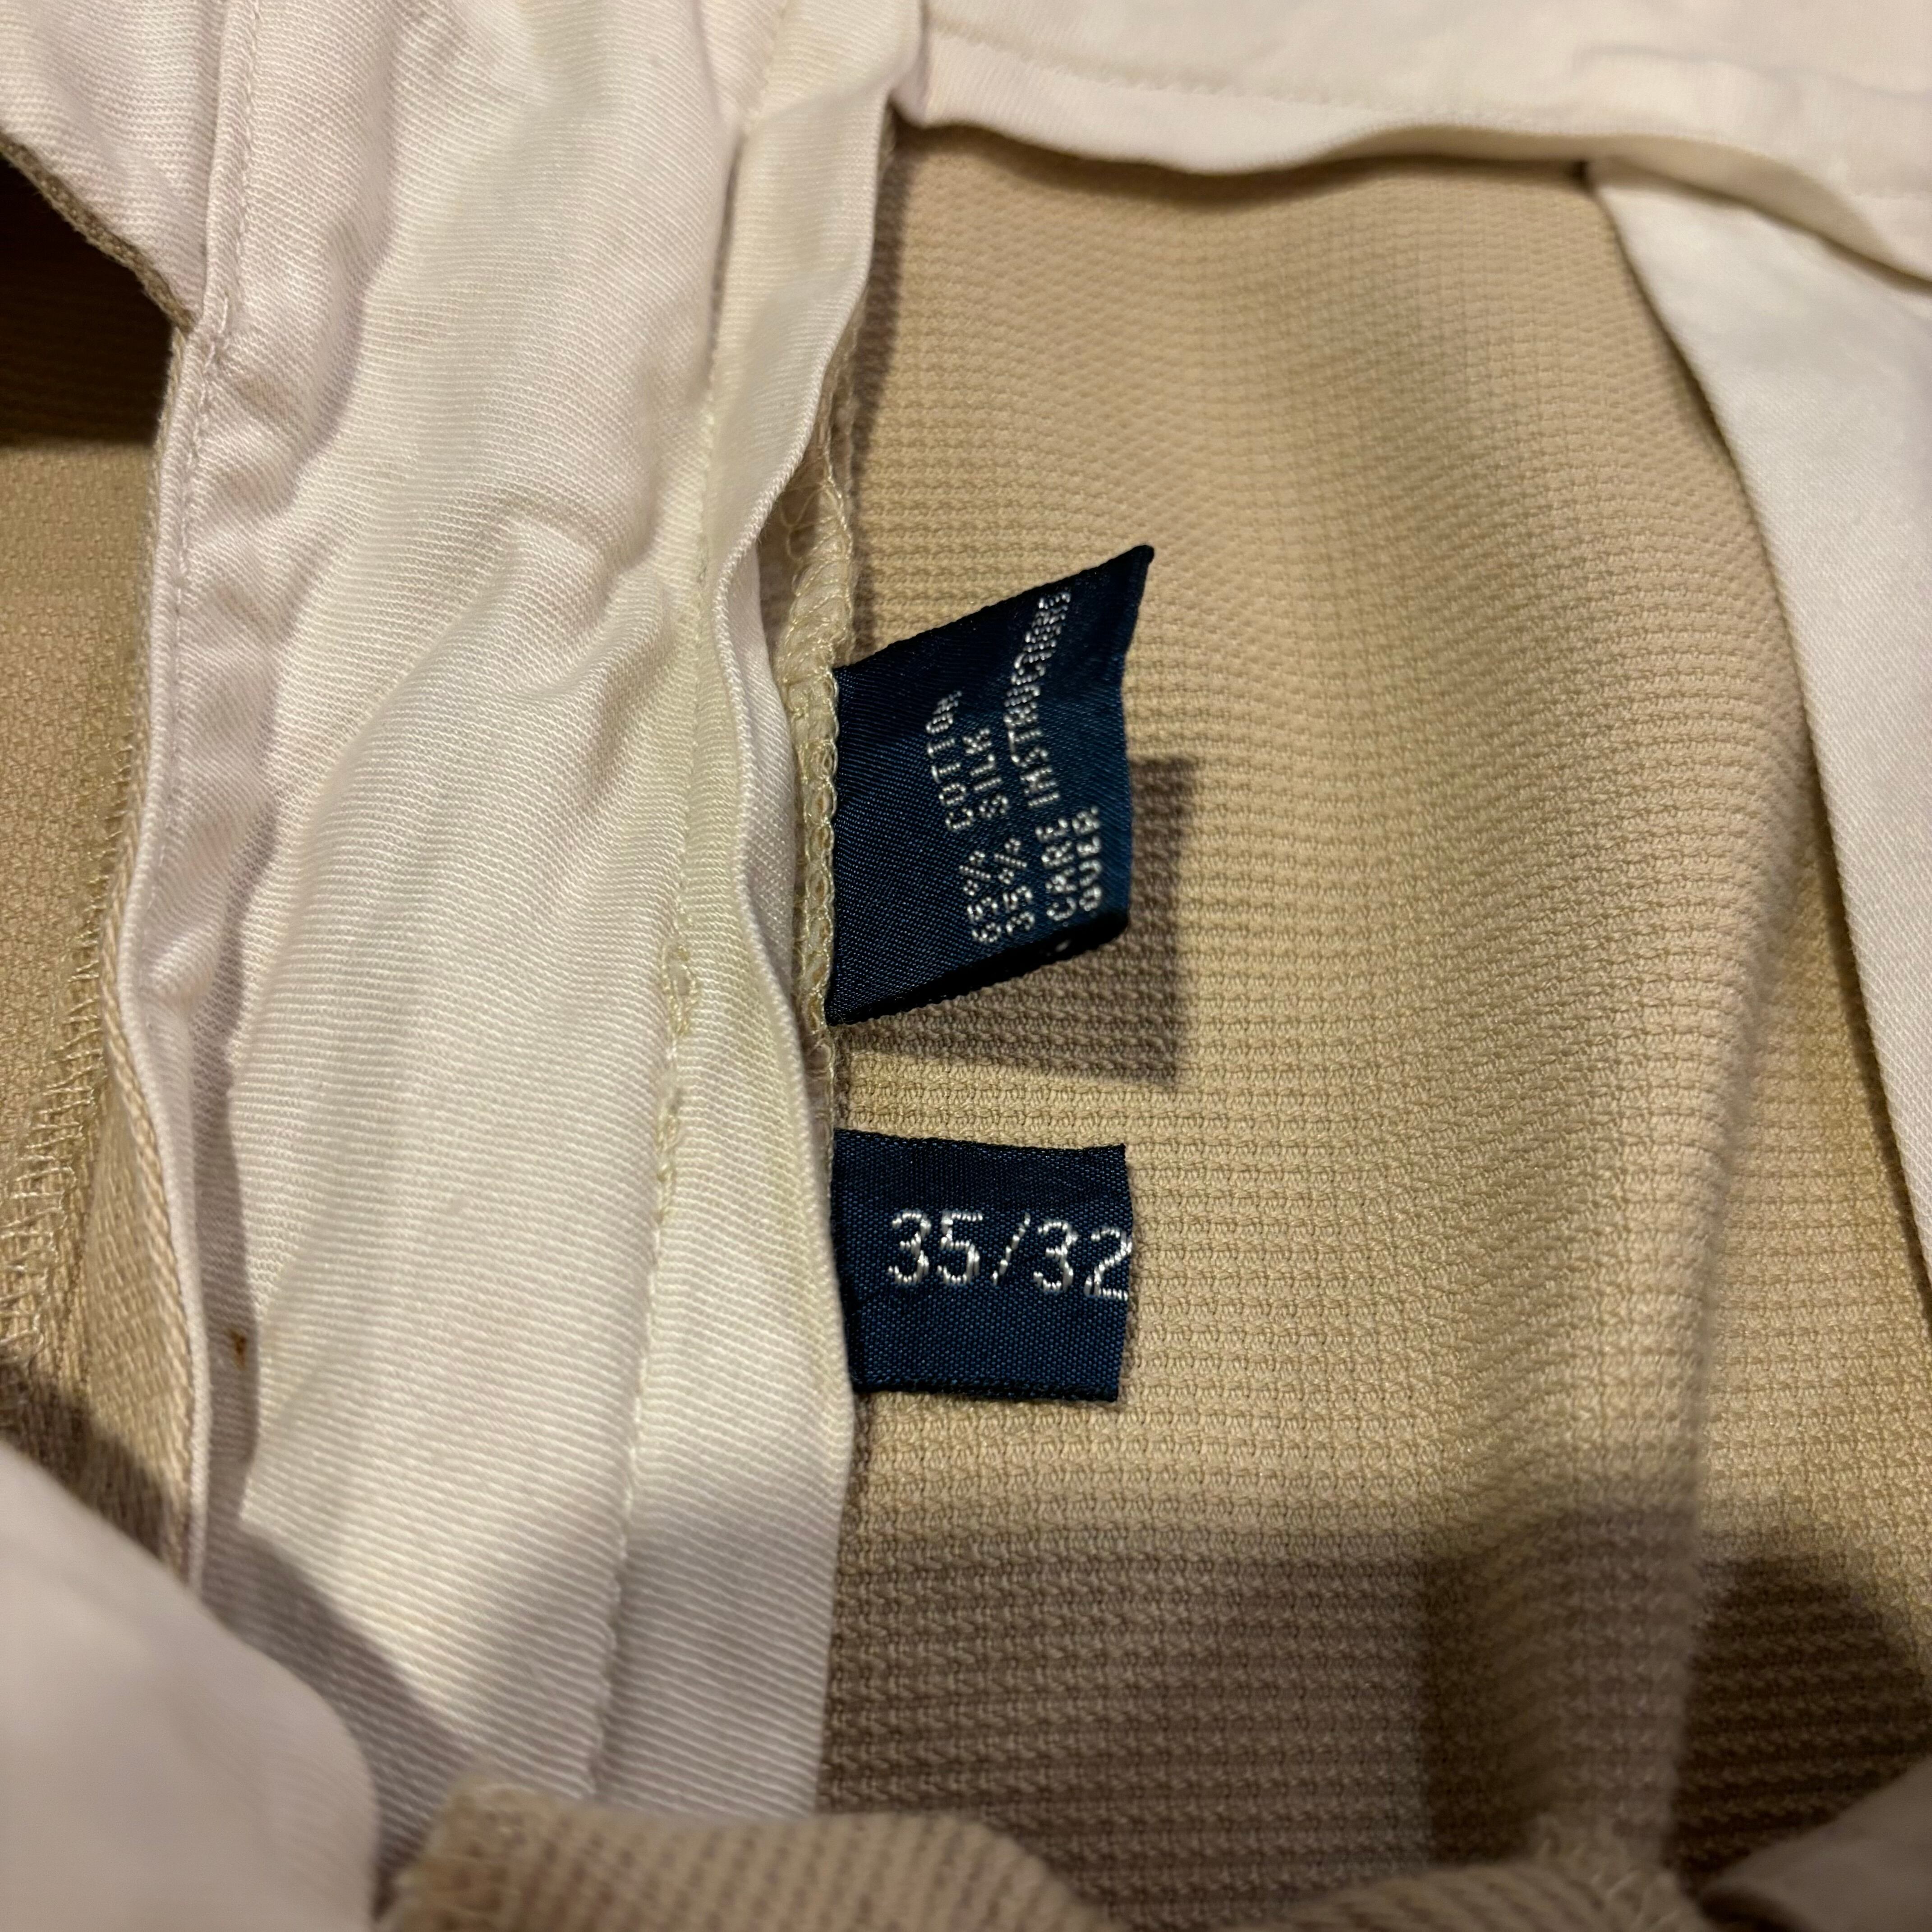 65% COTTON
35% SILK
CARE INSTRUCTIONS
OVER
35/32